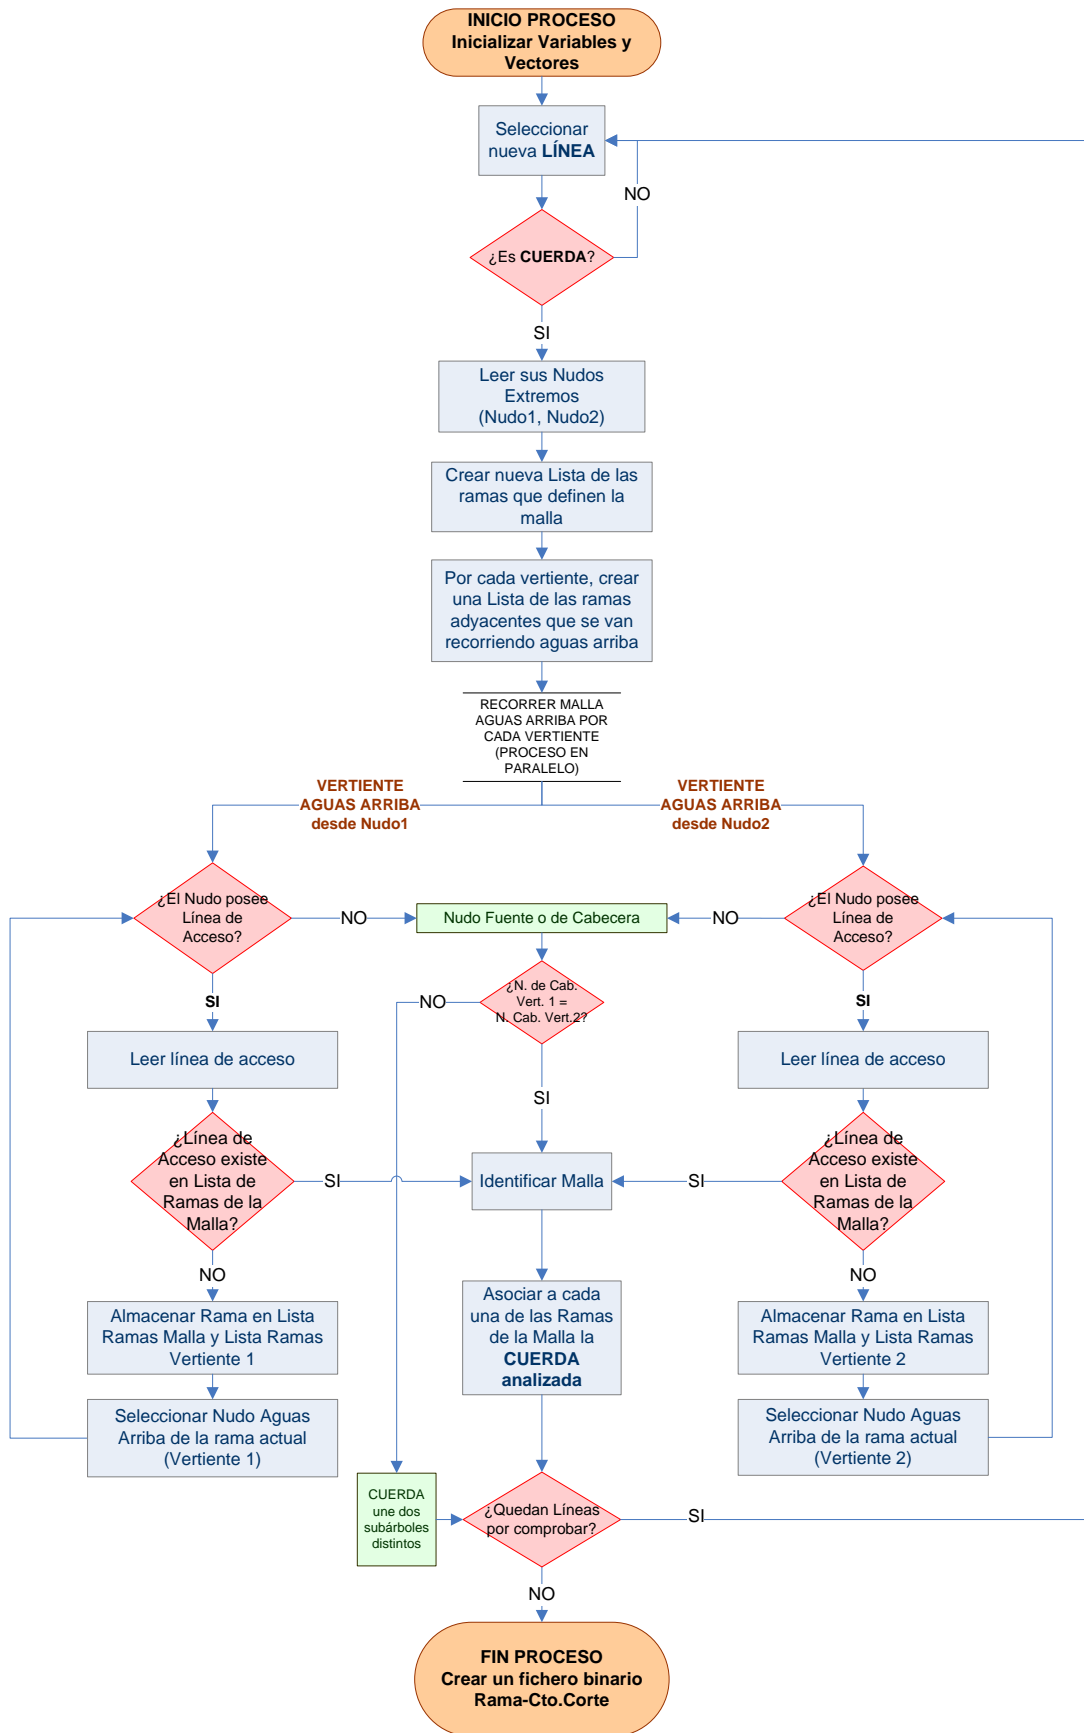 INICIO PROCESO
Inicializar Variables y
Vectores
Seleccionar
nueva LÍNEA
NO
¿Es CUERDA?
SI
Leer sus Nudos
Extremos
(Nudo1, Nudo2)
Crear nueva Lista de las
ramas que definen la
malla
Por cada vertiente, crear
una Lista de las ramas
adyacentes que se van
recorriendo aguas arriba
RECORRER MALLA
AGUAS ARRIBA POR
CADA VERTIENTE
(PROCESO EN
PARALELO)
VERTIENTE
AGUAS ARRIBA
desde Nudo1
VERTIENTE
AGUAS ARRIBA
desde Nudo2
¿El Nudo posee
Línea de
Acceso?
NO
Nudo Fuente o de Cabecera
NO
¿El Nudo posee
Línea de
Acceso?
SI
NO
¿N. de Cab.
Vert. 1 =
N. Cab. Vert.2?
SI
Leer línea de acceso
SI
Leer línea de acceso
¿Línea de
Acceso existe
en Lista de
Ramas de la
Malla?
SI
Identificar Malla
SI
¿Línea de
Acceso existe
en Lista de
Ramas de la
Malla?
NO
NO
Almacenar Rama en Lista
Ramas Malla y Lista Ramas
Vertiente 1
Asociar a cada
una de las Ramas
de la Malla la
CUERDA
analizada
Almacenar Rama en Lista
Ramas Malla y Lista Ramas
Vertiente 2
Seleccionar Nudo Aguas
Arriba de la rama actual
(Vertiente 1)
Seleccionar Nudo Aguas
Arriba de la rama actual
(Vertiente 2)
CUERDA
une dos
subárboles
distintos
¿Quedan Líneas
por comprobar?
SI
NO
FIN PROCESO
Crear un fichero binario
Rama-Cto.Corte